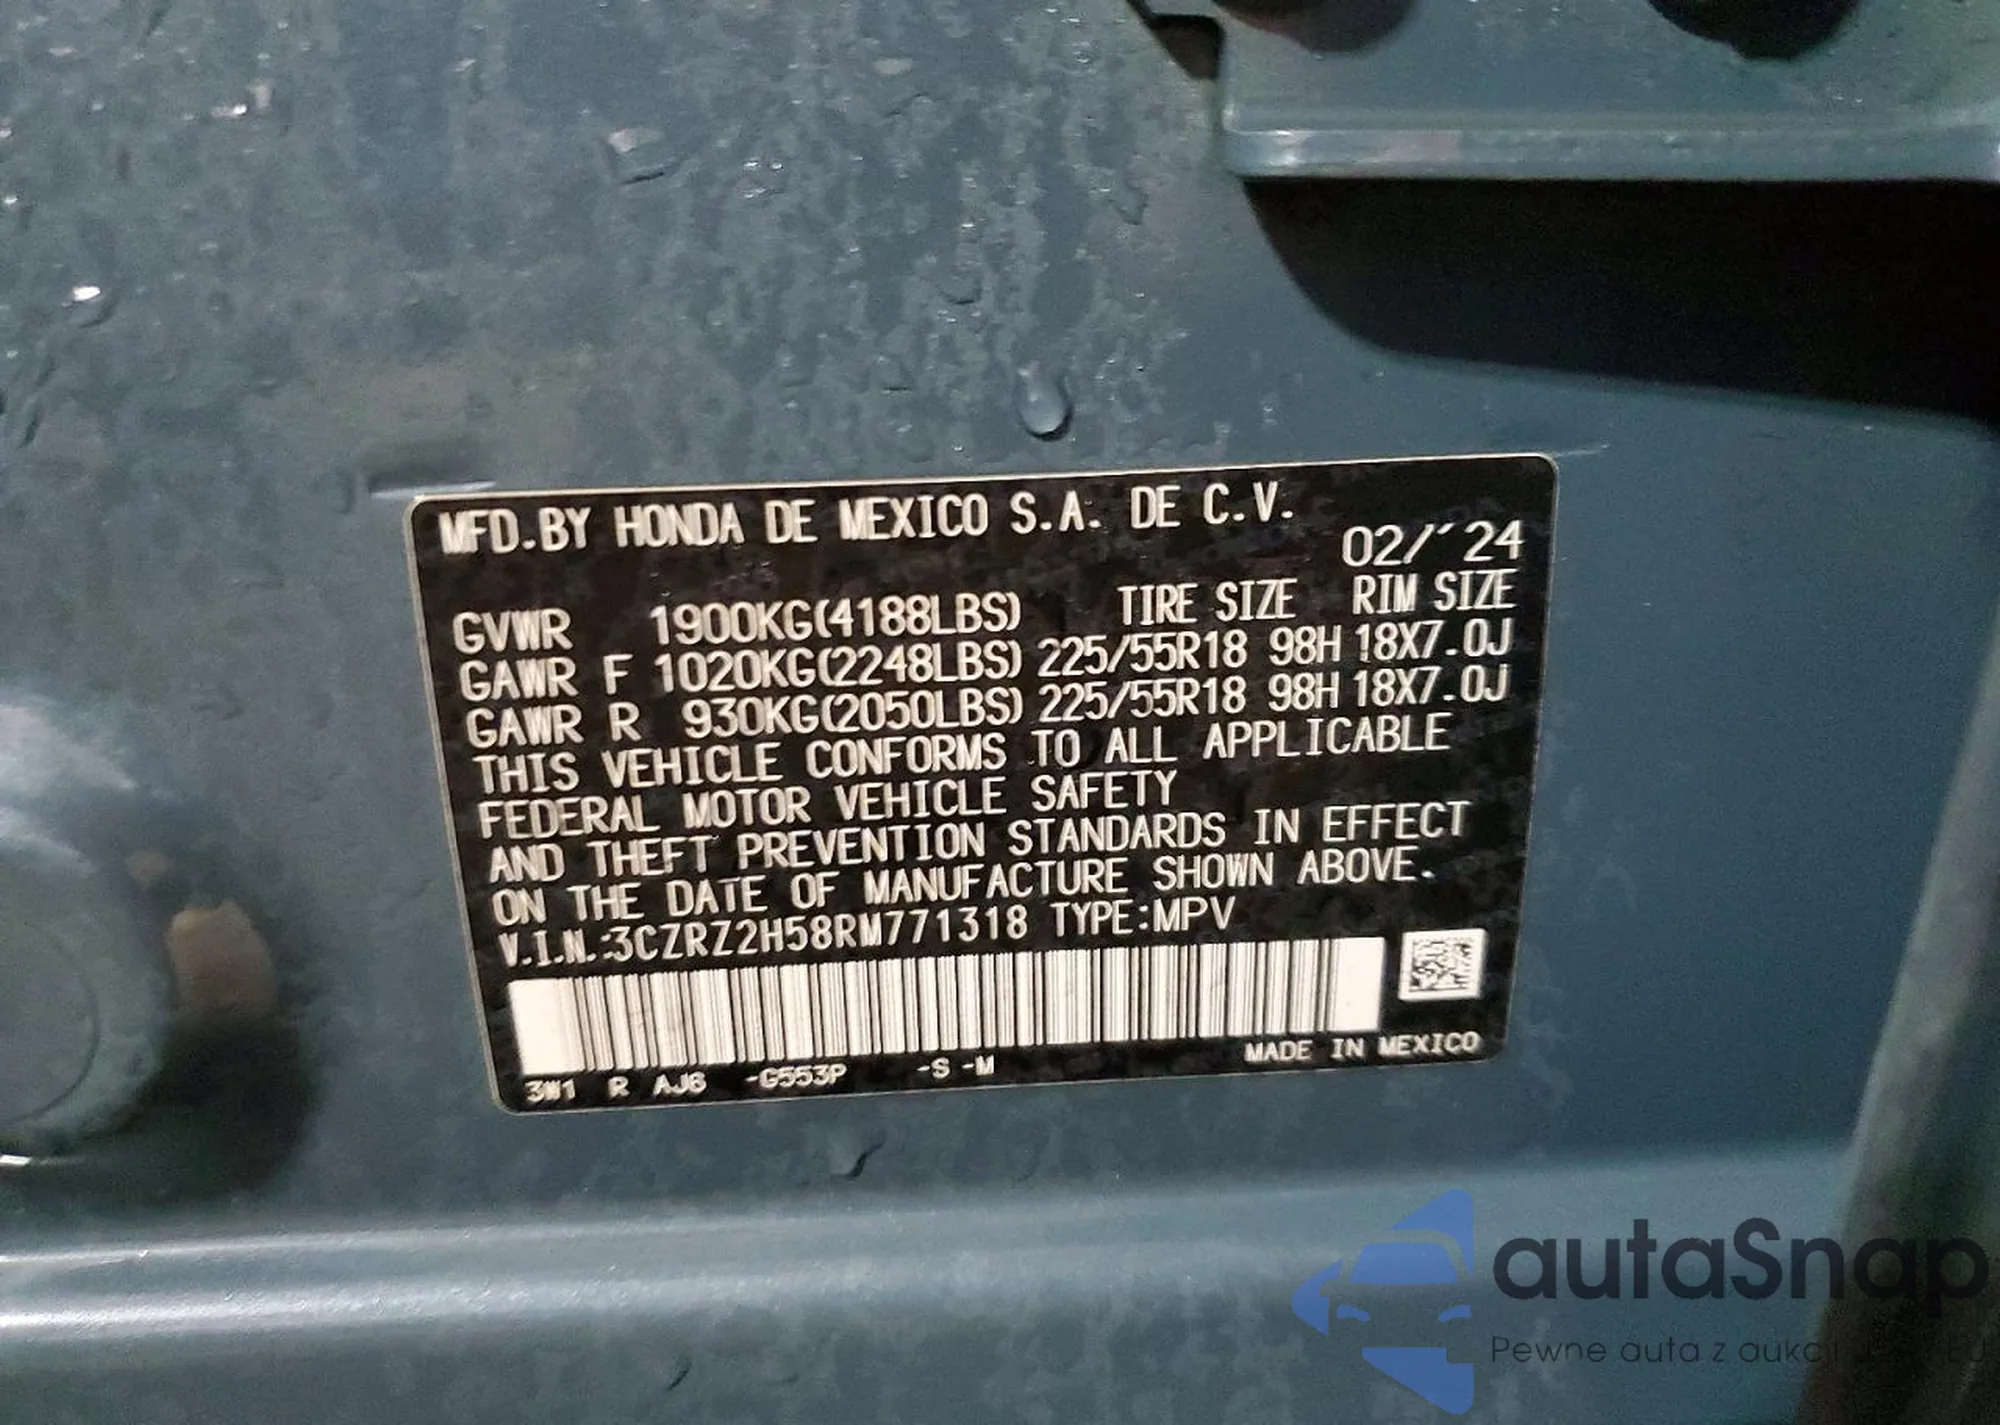 MFD.BY HONDA DE MEXICO S.A. DE C.V.
02/'24
GVWR 1900KG(4188LBS) TIRE SIZE RIM SIZE
GAWR F 1020KG(2248LBS) 225/55R18 98H 18X7.0J
GAWR R 930KG(2050LBS) 225/55R18 98H 18X7.0J
THIS VEHICLE CONFORMS TO ALL APPLICABLE
FEDERAL MOTOR VEHICLE SAFETY
AND THEFT PREVENTION STANDARDS IN EFFECT
ON THE DATE OF MANUFACTURE SHOWN ABOVE.
V.I.N.:3CZRZ2H58RM771318 TYPE:MPV
3W1 R AJ6 -G553P -S -M MADE IN MEXICO
autaSnap
Pewne auta z aukcji